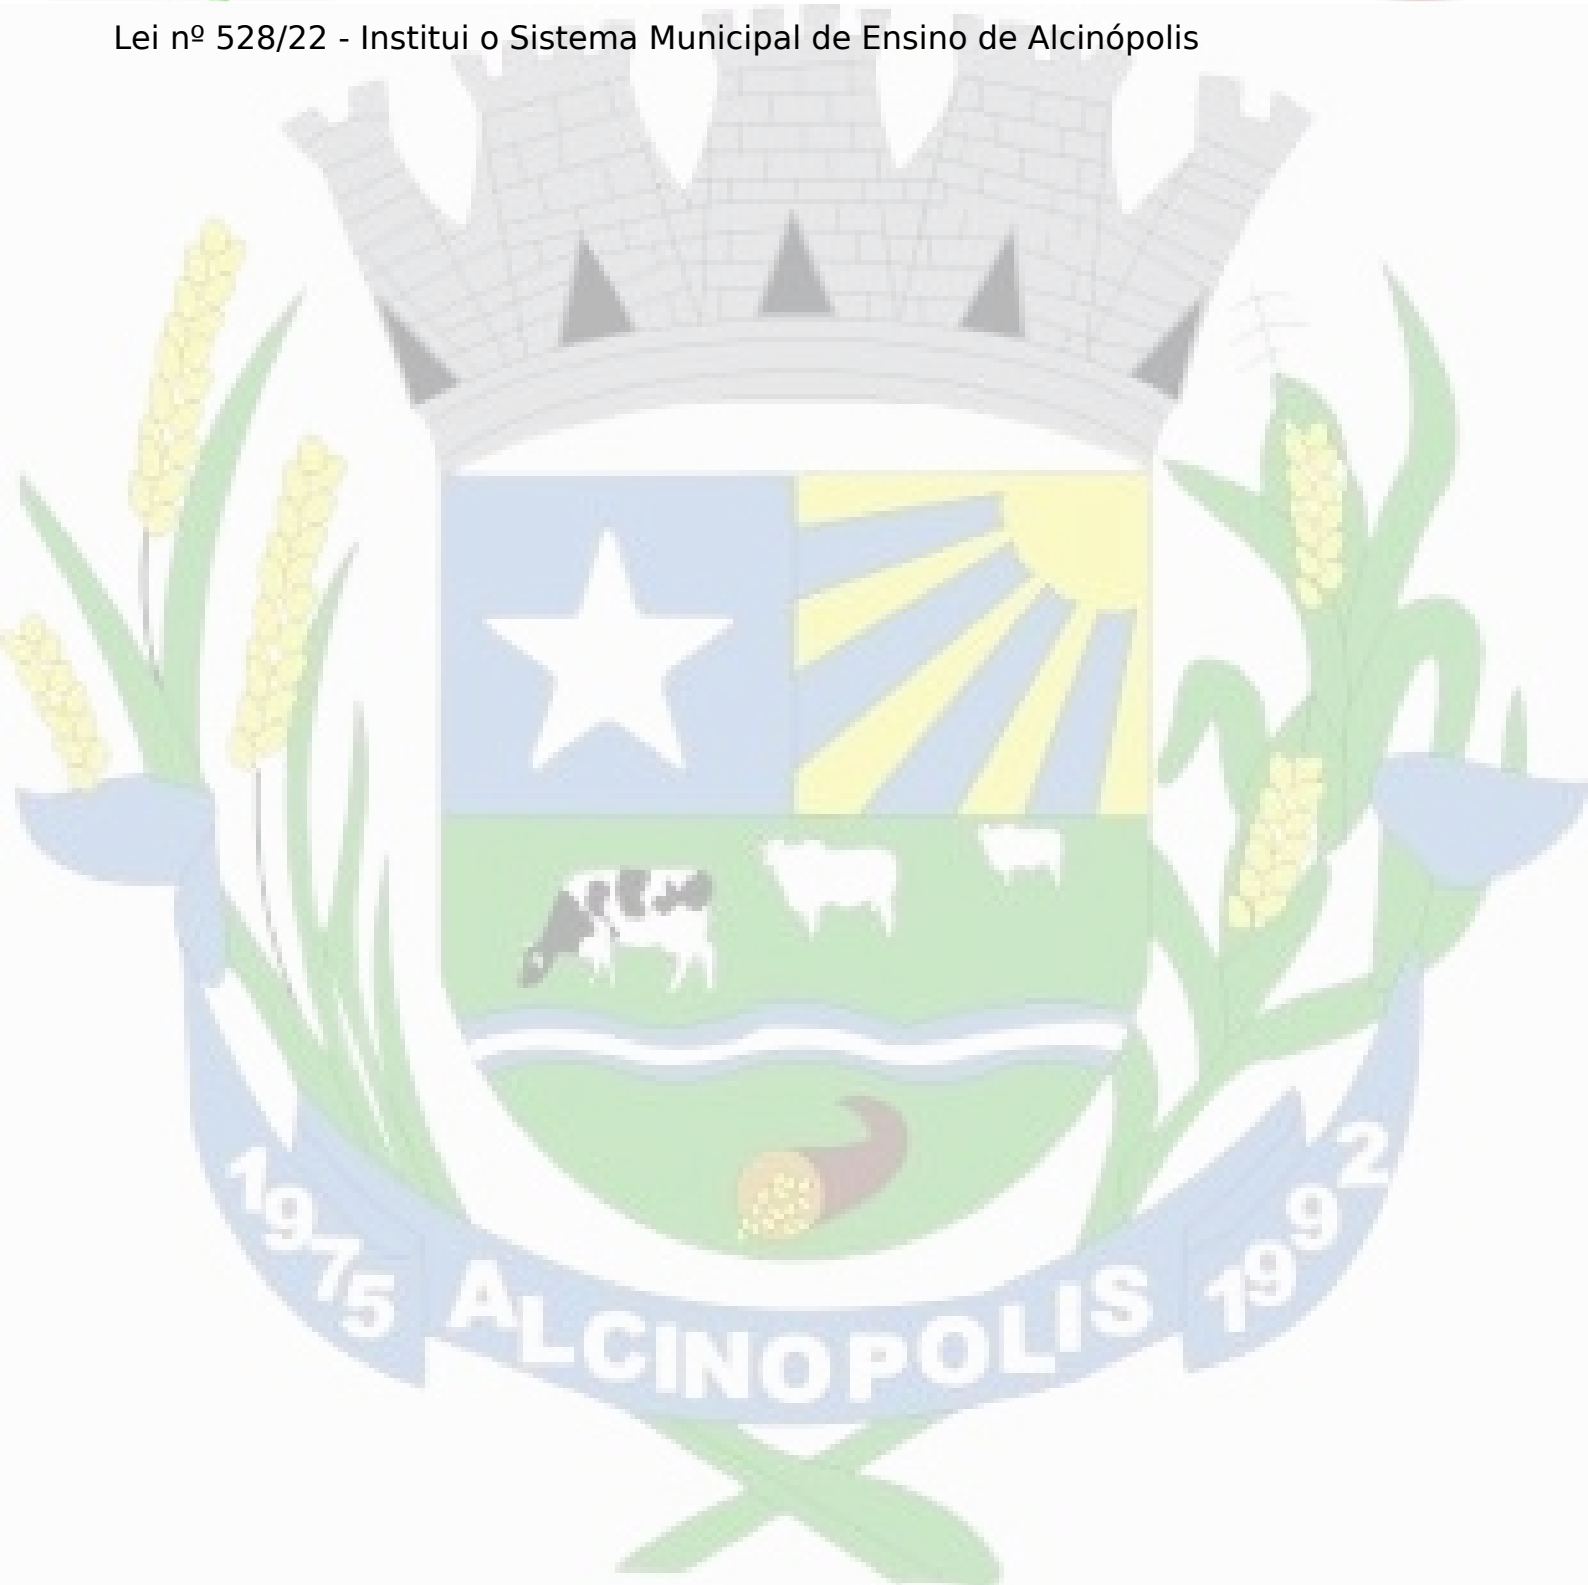 Lei nº 528/22 - Institui o Sistema Municipal de Ensino de Alcinópolis
1975 ALCINOPOLIS 1992